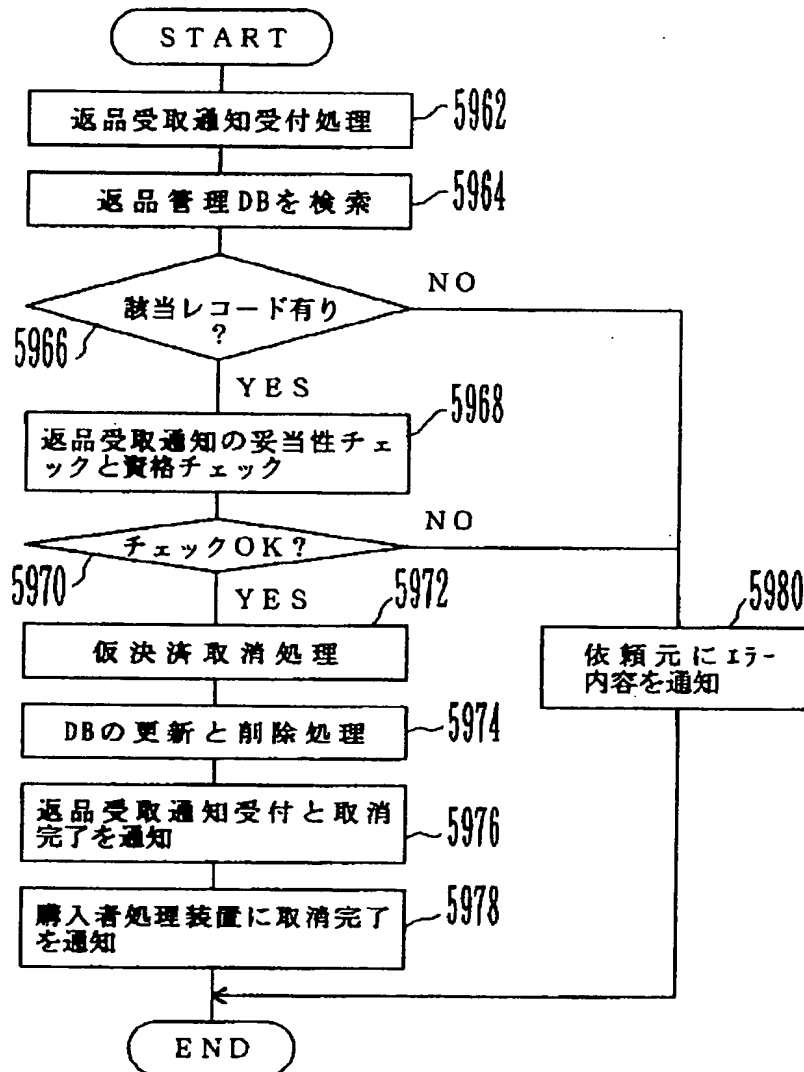 START
返品受取通知受付処理
5962
返品管理DBを検索
5964
該当レコード有り
?
5966
NO
YES
5968
返品受取通知の妥当性チェ
ックと資格チェック
チェックOK?
5970
NO
YES
5972
仮決済取消処理
5980
依頼元にエラー
内容を通知
DBの更新と削除処理
5974
返品受取通知受付と取消
完了を通知
5976
購入者処理装置に取消完了
を通知
5978
END